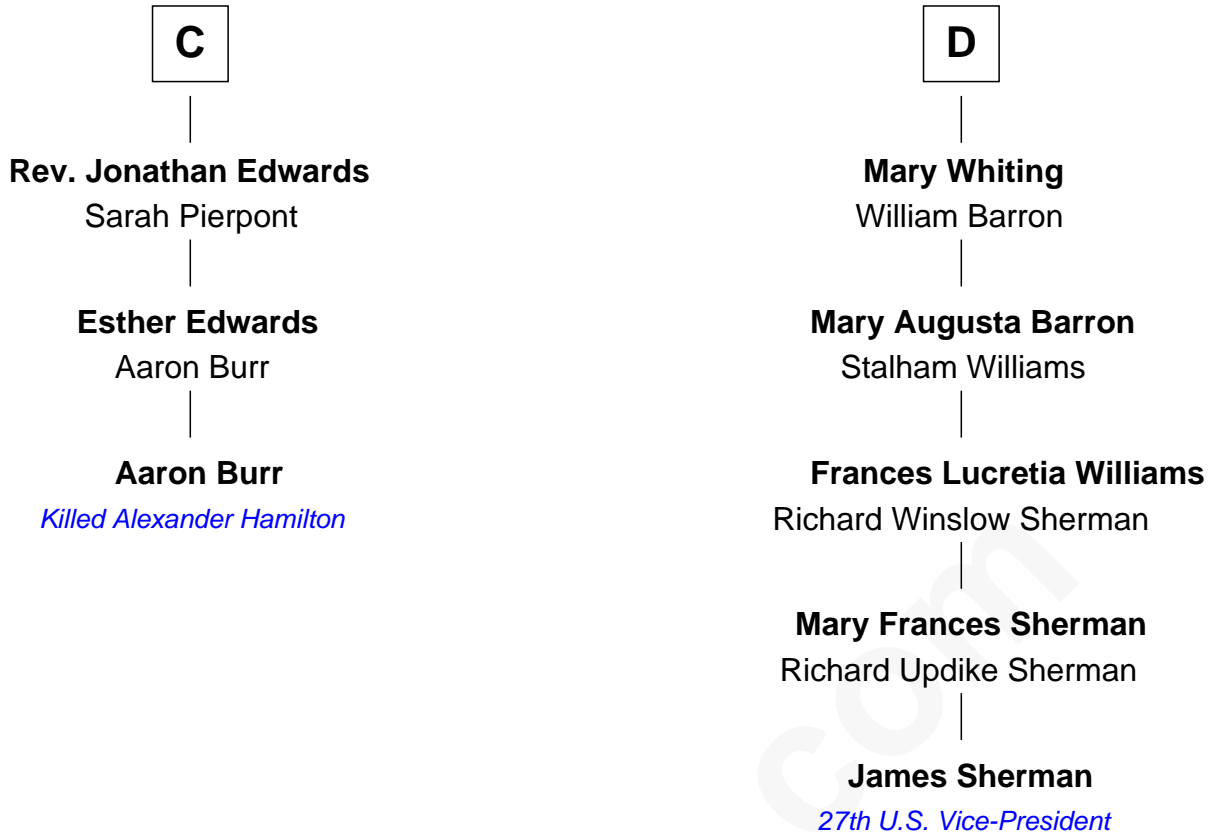 C
Rev. Jonathan Edwards
Sarah Pierpont
Esther Edwards
Aaron Burr
Aaron Burr
Killed Alexander Hamilton
D
Mary Whiting
William Barron
Mary Augusta Barron
Stalham Williams
Frances Lucretia Williams
Richard Winslow Sherman
Mary Frances Sherman
Richard Updike Sherman
James Sherman
27th U.S. Vice-President
com